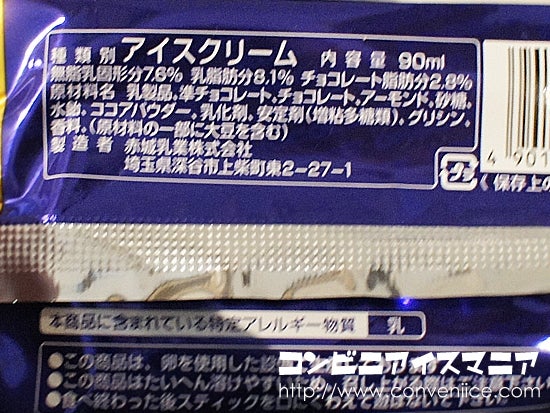 種類別 アイスクリーム 内容量 90ml
無脂乳固形分7.6% 乳脂肪分8.1% チョコレート脂肪分2.8%
原材料名 乳製品、準チョコレート、チョコレート、アーモンド、砂糖、
水飴、ココアパウダー、乳化剤、安定剤(増粘多糖類)、グリシン、
香料、(原材料の一部に大豆を含む)
製造者 赤城乳業株式会社
埼玉県深谷市上柴町東2-27-1
4901
プラ
(保存上の
本商品に含まれている特定アレルギー物質 乳
●この商品は、卵を使用した設
●この商品はたいへん溶けやす
●食べ終わった後スティックを口
コンビニアイスマニア
www.conveniice.com